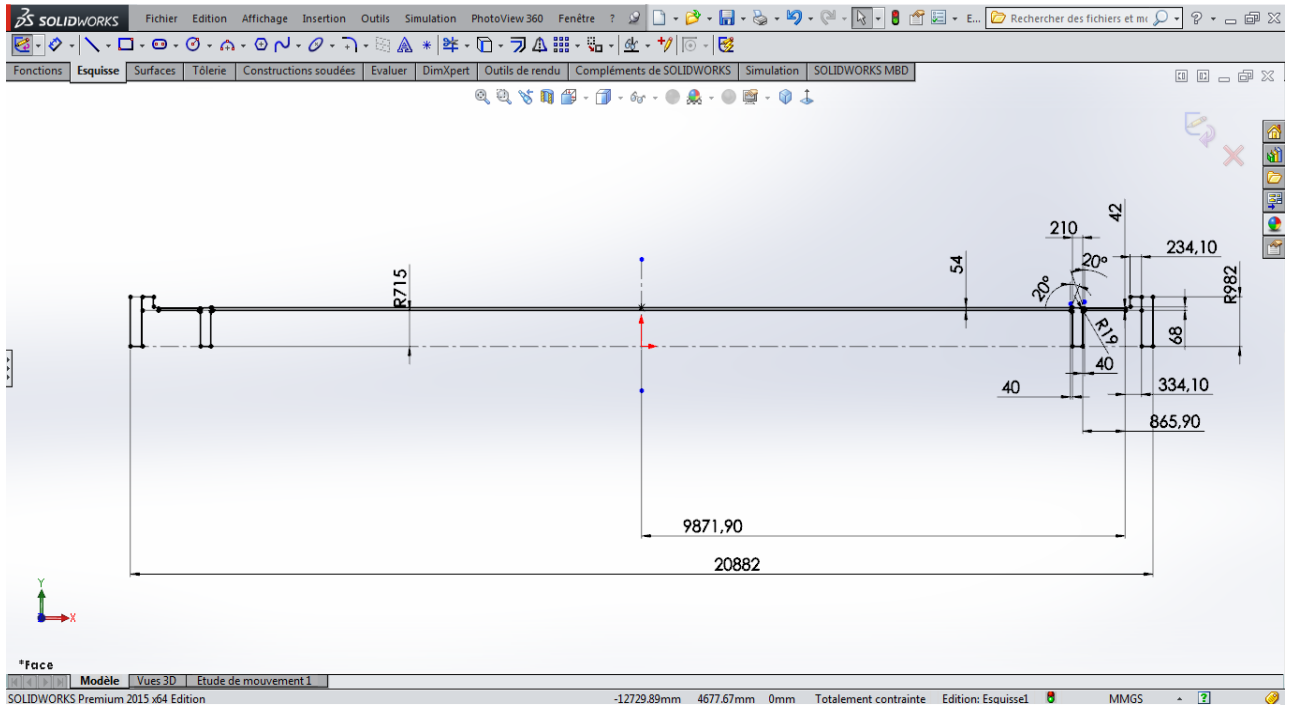 SOLIDWORKS Fichier Edition Affichage Insertion Outils Simulation PhotoView 360 Fenêtre ? E... Rechercher des fichiers et mo
Fonctions Esquisse Surfaces Tôlerie Constructions soudées Evaluer DimXpert Outils de rendu Compléments de SOLIDWORKS Simulation SOLIDWORKS MBD
42
210
234,10
54
20°
R982
R715
20°
R19
68
40
40
334,10
865,90
9871,90
20882
Y
X
*Face
Modèle Vues 3D Etude de mouvement 1
SOLIDWORKS Premium 2015 x64 Edition -12729.89mm 4677.67mm 0mm Totalement contrainte Edition: Esquisse1 MMGS